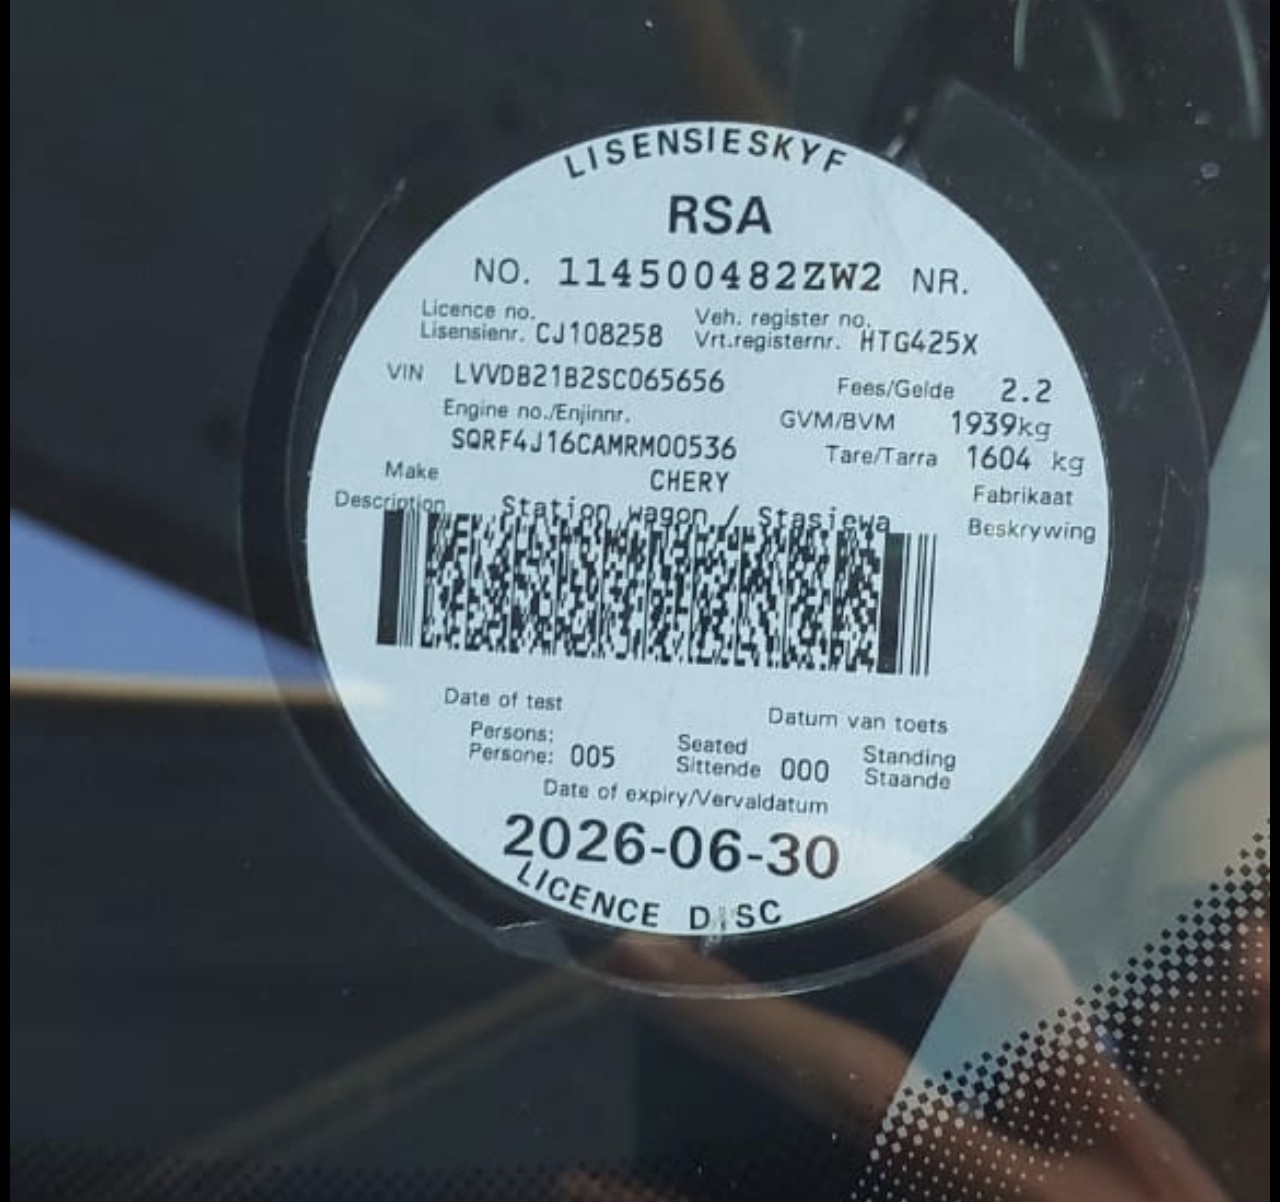 LISENSIESKYF
RSA
NO. 114500482ZW2 NR.
Licence no. Veh. register no.
Lisensienr. CJ108258 Vrt.registernr. HTG425X
VIN LVVDB21B2SC065656 Fees/Gelde 2.2
Engine no./Enjinnr. GVM/BVM 1939kg
SQRF4J16CAMRM00536 Tare/Tarra 1604 kg
Make CHERY Fabrikaat
Description Station wagon / Stasiewa Beskrywing
Date of test Datum van toets
Persons: Seated Standing
Persone: 005 Sittende 000 Staande
Date of expiry/Vervaldatum
2026-06-30
LICENCE DISC